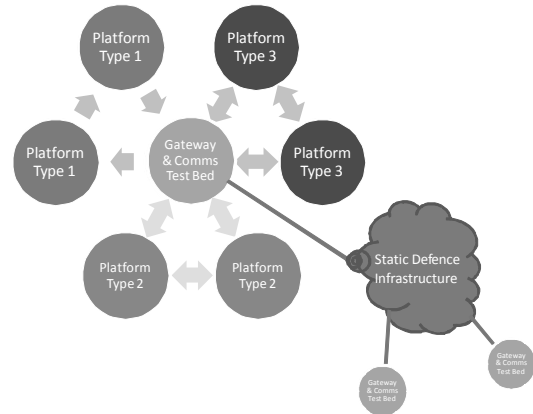 Platform
Type 1
Platform
Type 3
Platform
Type 1
Gateway
& Comms
Test Bed
Platform
Type 3
Platform
Type 2
Platform
Type 2
Static Defence
Infrastructure
Gateway
& Comms
Test Bed
Gateway
& Comms
Test Bed